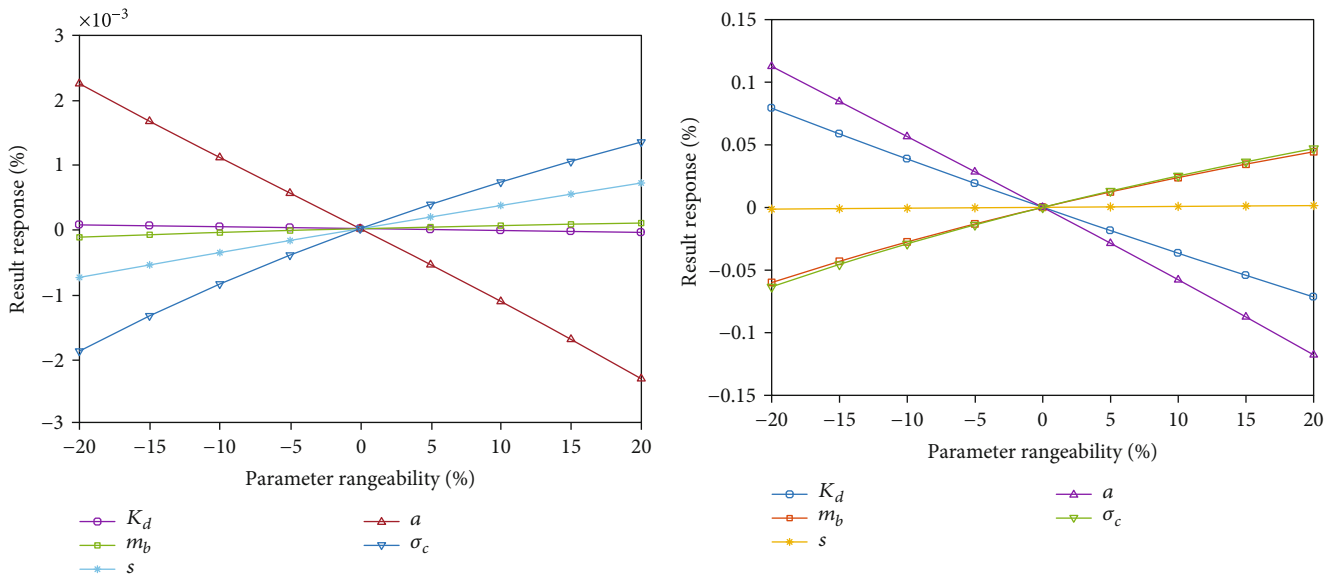 ×10⁻³
3
2
1
0
−1
−2
−3
Result response (%)
−20 −15 −10 −5 0 5 10 15 20
Parameter rangeability (%)
K_d
m_b
s
a
σ_c
0.15
0.1
0.05
0
−0.05
−0.1
−0.15
Result response (%)
−20 −15 −10 −5 0 5 10 15 20
Parameter rangeability (%)
K_d
m_b
s
a
σ_c